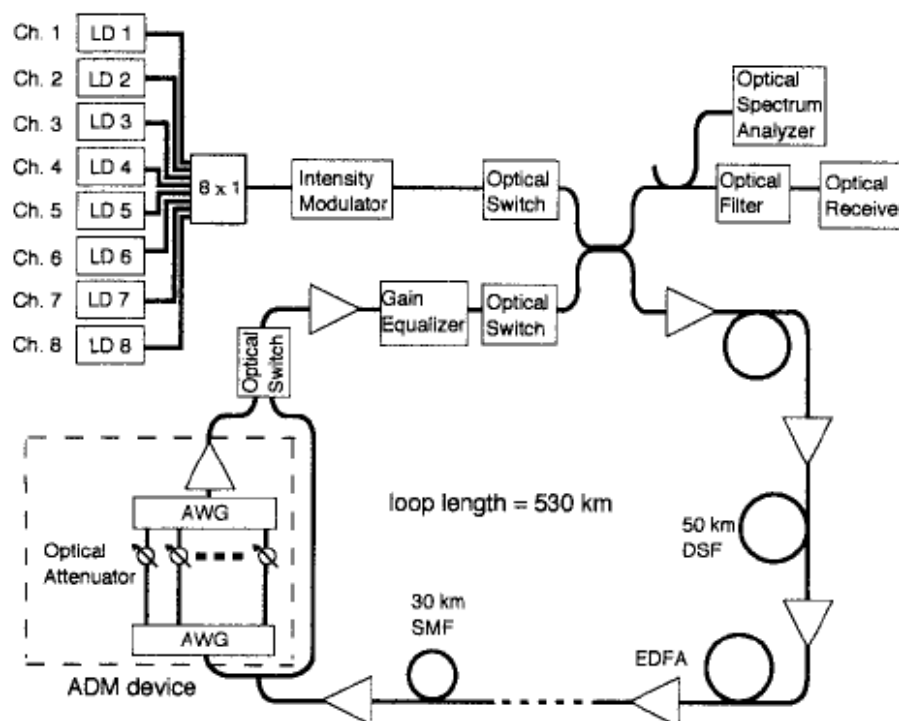 Ch. 1
LD 1
Ch. 2
LD 2
Ch. 3
LD 3
Ch. 4
LD 4
Ch. 5
LD 5
Ch. 6
LD 6
Ch. 7
LD 7
Ch. 8
LD 8
8 x 1
Intensity
Modulator
Optical
Switch
Optical
Spectrum
Analyzer
Optical
Filter
Optical
Receiver
Gain
Equalizer
Optical
Switch
Optical
Switch
AWG
Optical
Attenuator
AWG
ADM device
loop length = 530 km
50 km
DSF
30 km
SMF
EDFA